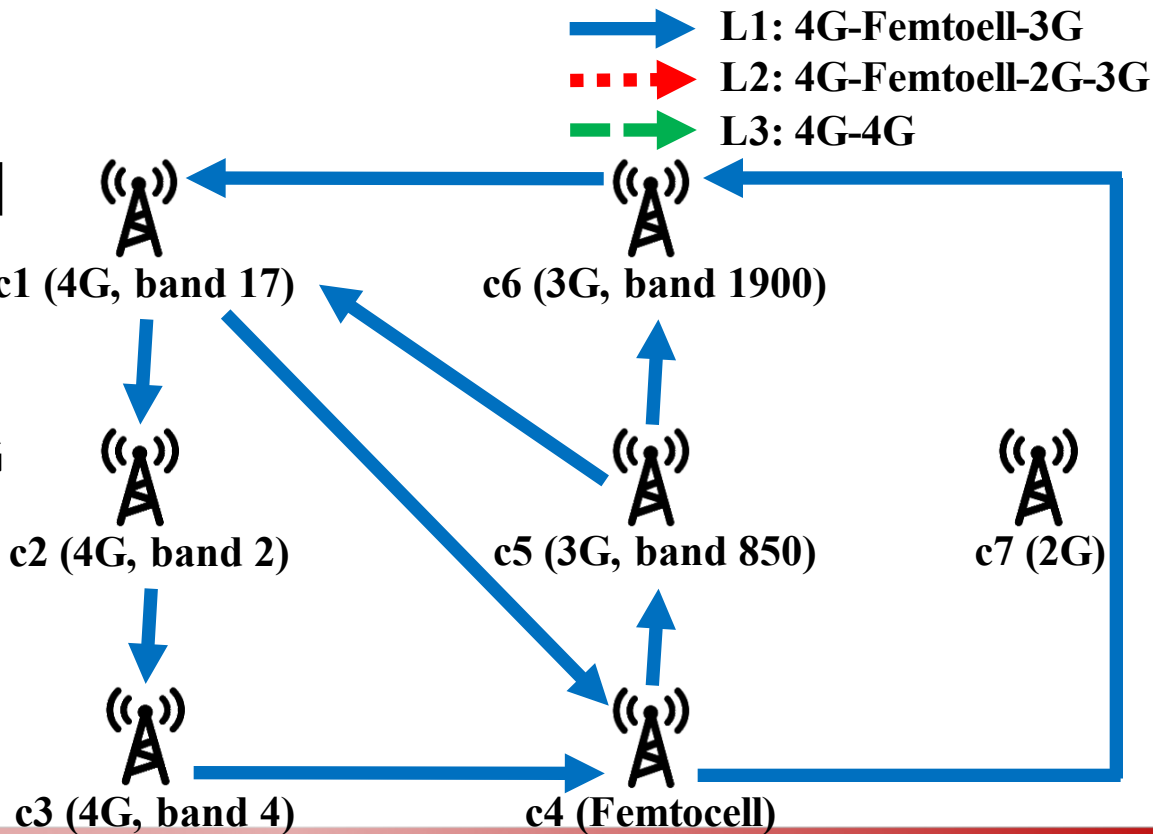 L1: 4G-Femtoell-3G
L2: 4G-Femtoell-2G-3G
L3: 4G-4G
c1 (4G, band 17)
c6 (3G, band 1900)
c2 (4G, band 2)
c5 (3G, band 850)
c7 (2G)
c3 (4G, band 4)
c4 (Femtocell)